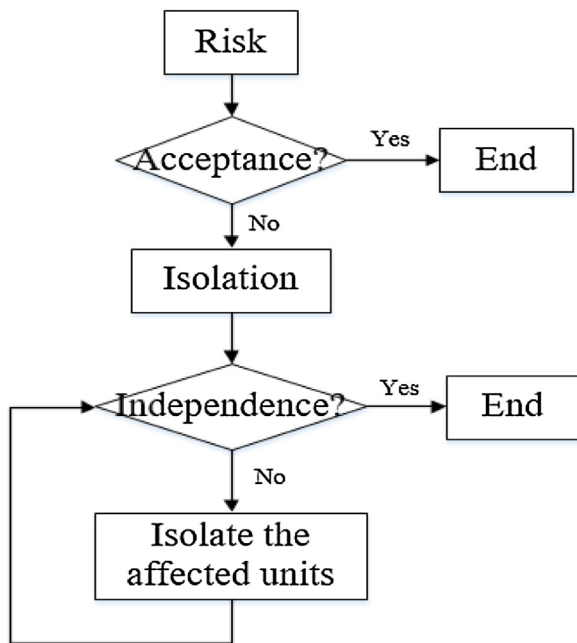 Risk
Acceptance?
Yes
End
No
Isolation
Independence?
Yes
End
No
Isolate the
affected units